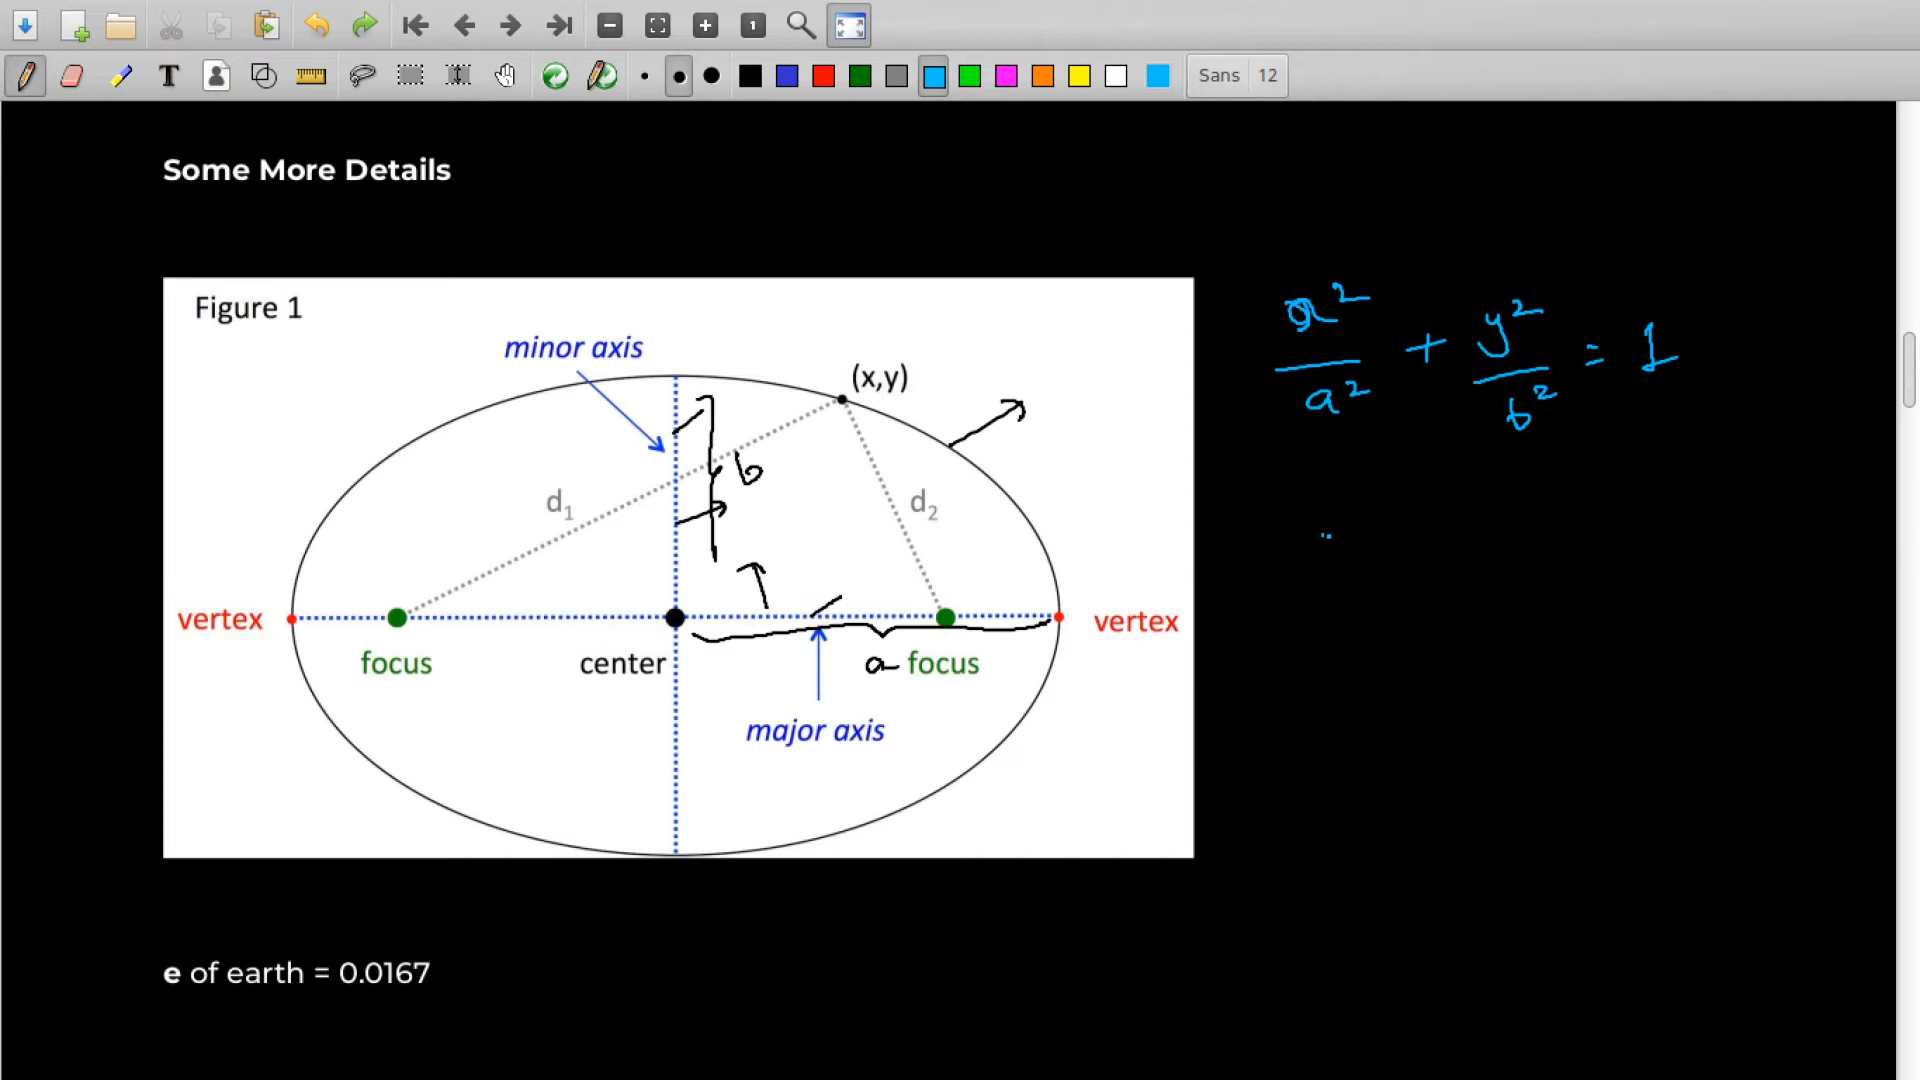 Sans 12
Some More Details
Figure 1
minor axis
(x,y)
x² / a² + y² / b² = 1
b
d₁
d₂
vertex
vertex
focus
center
a
focus
major axis
e of earth = 0.0167